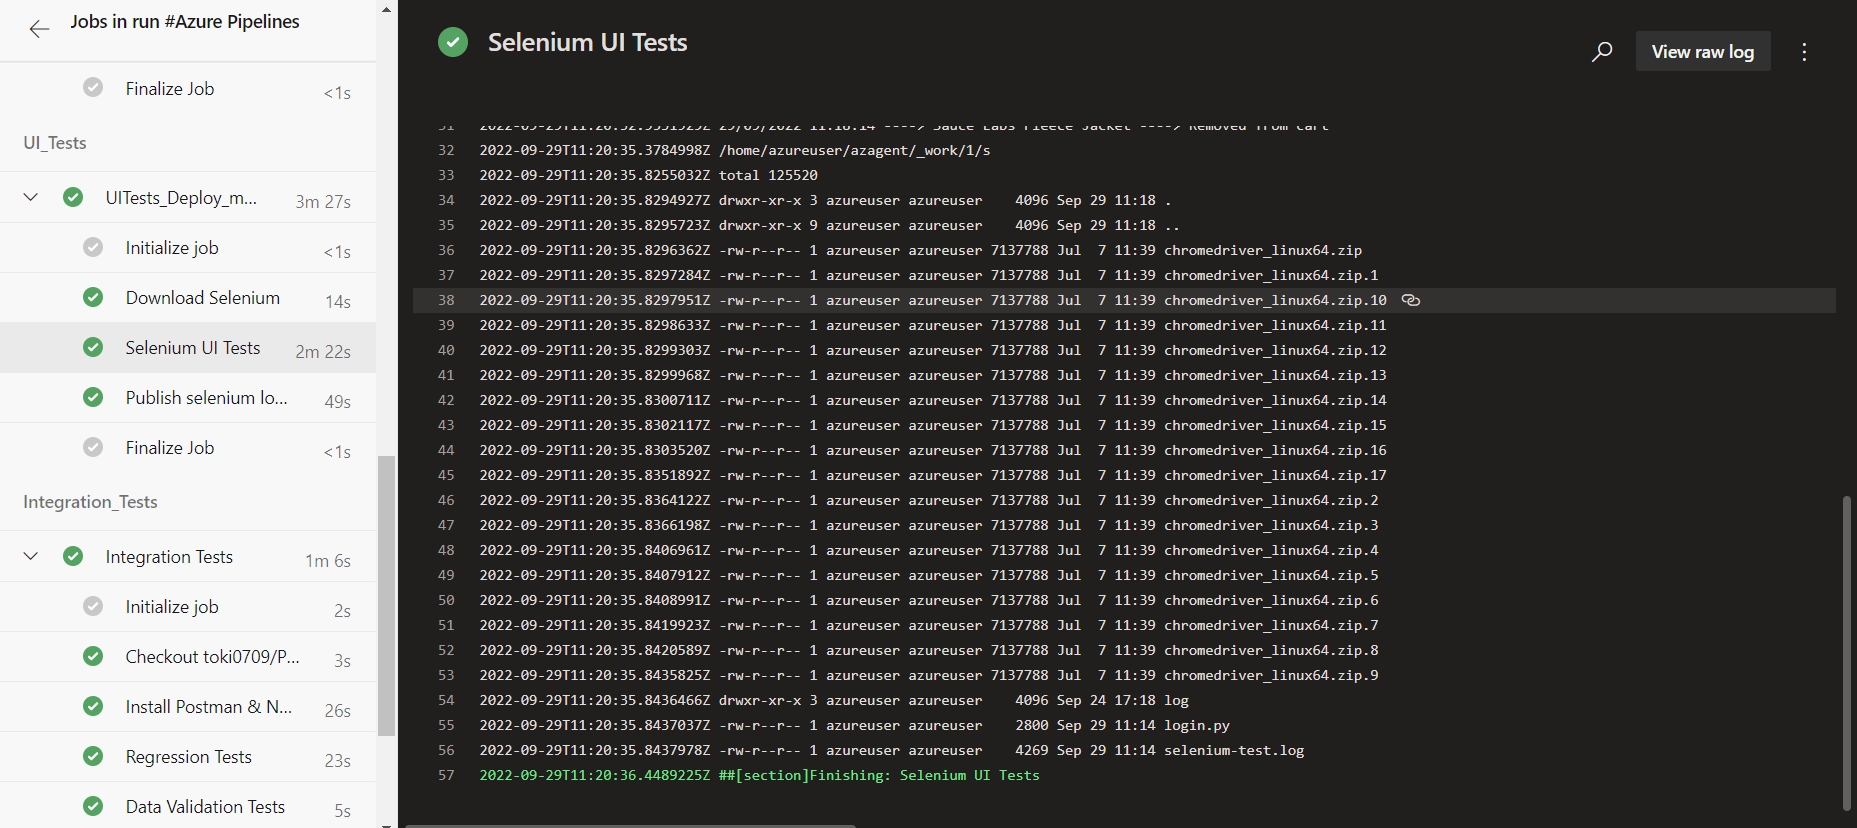 Jobs in run #Azure Pipelines
Finalize Job <1s
UI_Tests
UITests_Deploy_m... 3m 27s
Initialize job <1s
Download Selenium 14s
Selenium UI Tests 2m 22s
Publish selenium lo... 49s
Finalize Job <1s
Integration_Tests
Integration Tests 1m 6s
Initialize job 2s
Checkout toki0709/P... 3s
Install Postman & N... 26s
Regression Tests 23s
Data Validation Tests 5s
Selenium UI Tests
View raw log
32 2022-09-29T11:20:35.3784998Z /home/azureuser/azagent/_work/1/s
33 2022-09-29T11:20:35.8255032Z total 125520
34 2022-09-29T11:20:35.8294927Z drwxr-xr-x 3 azureuser azureuser    4096 Sep 29 11:18 .
35 2022-09-29T11:20:35.8295723Z drwxr-xr-x 9 azureuser azureuser    4096 Sep 29 11:18 ..
36 2022-09-29T11:20:35.8296362Z -rw-r--r-- 1 azureuser azureuser 7137788 Jul  7 11:39 chromedriver_linux64.zip
37 2022-09-29T11:20:35.8297284Z -rw-r--r-- 1 azureuser azureuser 7137788 Jul  7 11:39 chromedriver_linux64.zip.1
38 2022-09-29T11:20:35.8297951Z -rw-r--r-- 1 azureuser azureuser 7137788 Jul  7 11:39 chromedriver_linux64.zip.10
39 2022-09-29T11:20:35.8298633Z -rw-r--r-- 1 azureuser azureuser 7137788 Jul  7 11:39 chromedriver_linux64.zip.11
40 2022-09-29T11:20:35.8299303Z -rw-r--r-- 1 azureuser azureuser 7137788 Jul  7 11:39 chromedriver_linux64.zip.12
41 2022-09-29T11:20:35.8299968Z -rw-r--r-- 1 azureuser azureuser 7137788 Jul  7 11:39 chromedriver_linux64.zip.13
42 2022-09-29T11:20:35.8300711Z -rw-r--r-- 1 azureuser azureuser 7137788 Jul  7 11:39 chromedriver_linux64.zip.14
43 2022-09-29T11:20:35.8302117Z -rw-r--r-- 1 azureuser azureuser 7137788 Jul  7 11:39 chromedriver_linux64.zip.15
44 2022-09-29T11:20:35.8303520Z -rw-r--r-- 1 azureuser azureuser 7137788 Jul  7 11:39 chromedriver_linux64.zip.16
45 2022-09-29T11:20:35.8351892Z -rw-r--r-- 1 azureuser azureuser 7137788 Jul  7 11:39 chromedriver_linux64.zip.17
46 2022-09-29T11:20:35.8364122Z -rw-r--r-- 1 azureuser azureuser 7137788 Jul  7 11:39 chromedriver_linux64.zip.2
47 2022-09-29T11:20:35.8366198Z -rw-r--r-- 1 azureuser azureuser 7137788 Jul  7 11:39 chromedriver_linux64.zip.3
48 2022-09-29T11:20:35.8406961Z -rw-r--r-- 1 azureuser azureuser 7137788 Jul  7 11:39 chromedriver_linux64.zip.4
49 2022-09-29T11:20:35.8407912Z -rw-r--r-- 1 azureuser azureuser 7137788 Jul  7 11:39 chromedriver_linux64.zip.5
50 2022-09-29T11:20:35.8408991Z -rw-r--r-- 1 azureuser azureuser 7137788 Jul  7 11:39 chromedriver_linux64.zip.6
51 2022-09-29T11:20:35.8419923Z -rw-r--r-- 1 azureuser azureuser 7137788 Jul  7 11:39 chromedriver_linux64.zip.7
52 2022-09-29T11:20:35.8420589Z -rw-r--r-- 1 azureuser azureuser 7137788 Jul  7 11:39 chromedriver_linux64.zip.8
53 2022-09-29T11:20:35.8435825Z -rw-r--r-- 1 azureuser azureuser 7137788 Jul  7 11:39 chromedriver_linux64.zip.9
54 2022-09-29T11:20:35.8436466Z drwxr-xr-x 3 azureuser azureuser    4096 Sep 24 17:18 log
55 2022-09-29T11:20:35.8437037Z -rw-r--r-- 1 azureuser azureuser    2800 Sep 29 11:14 login.py
56 2022-09-29T11:20:35.8437978Z -rw-r--r-- 1 azureuser azureuser    4269 Sep 29 11:14 selenium-test.log
57 2022-09-29T11:20:36.4489225Z ##[section]Finishing: Selenium UI Tests